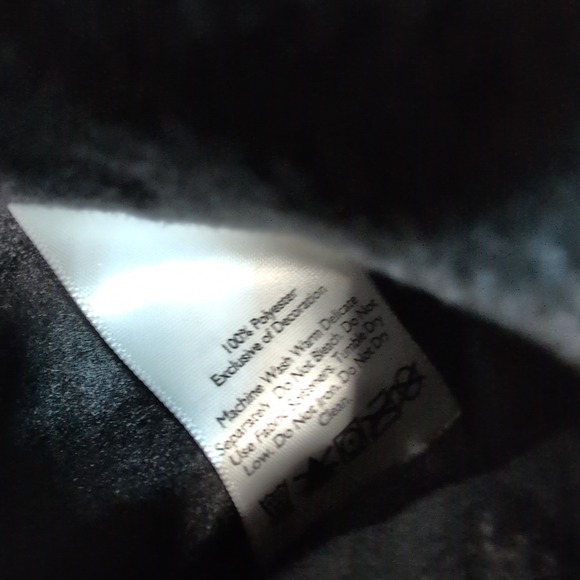 100% Polyester
Exclusive of Decoration
Machine Wash Warm Delicate
Separately. Do Not Bleach. Do Not
Use Fabric Softeners. Tumble Dry
Low. Do Not Iron. Do Not Dry
Clean.